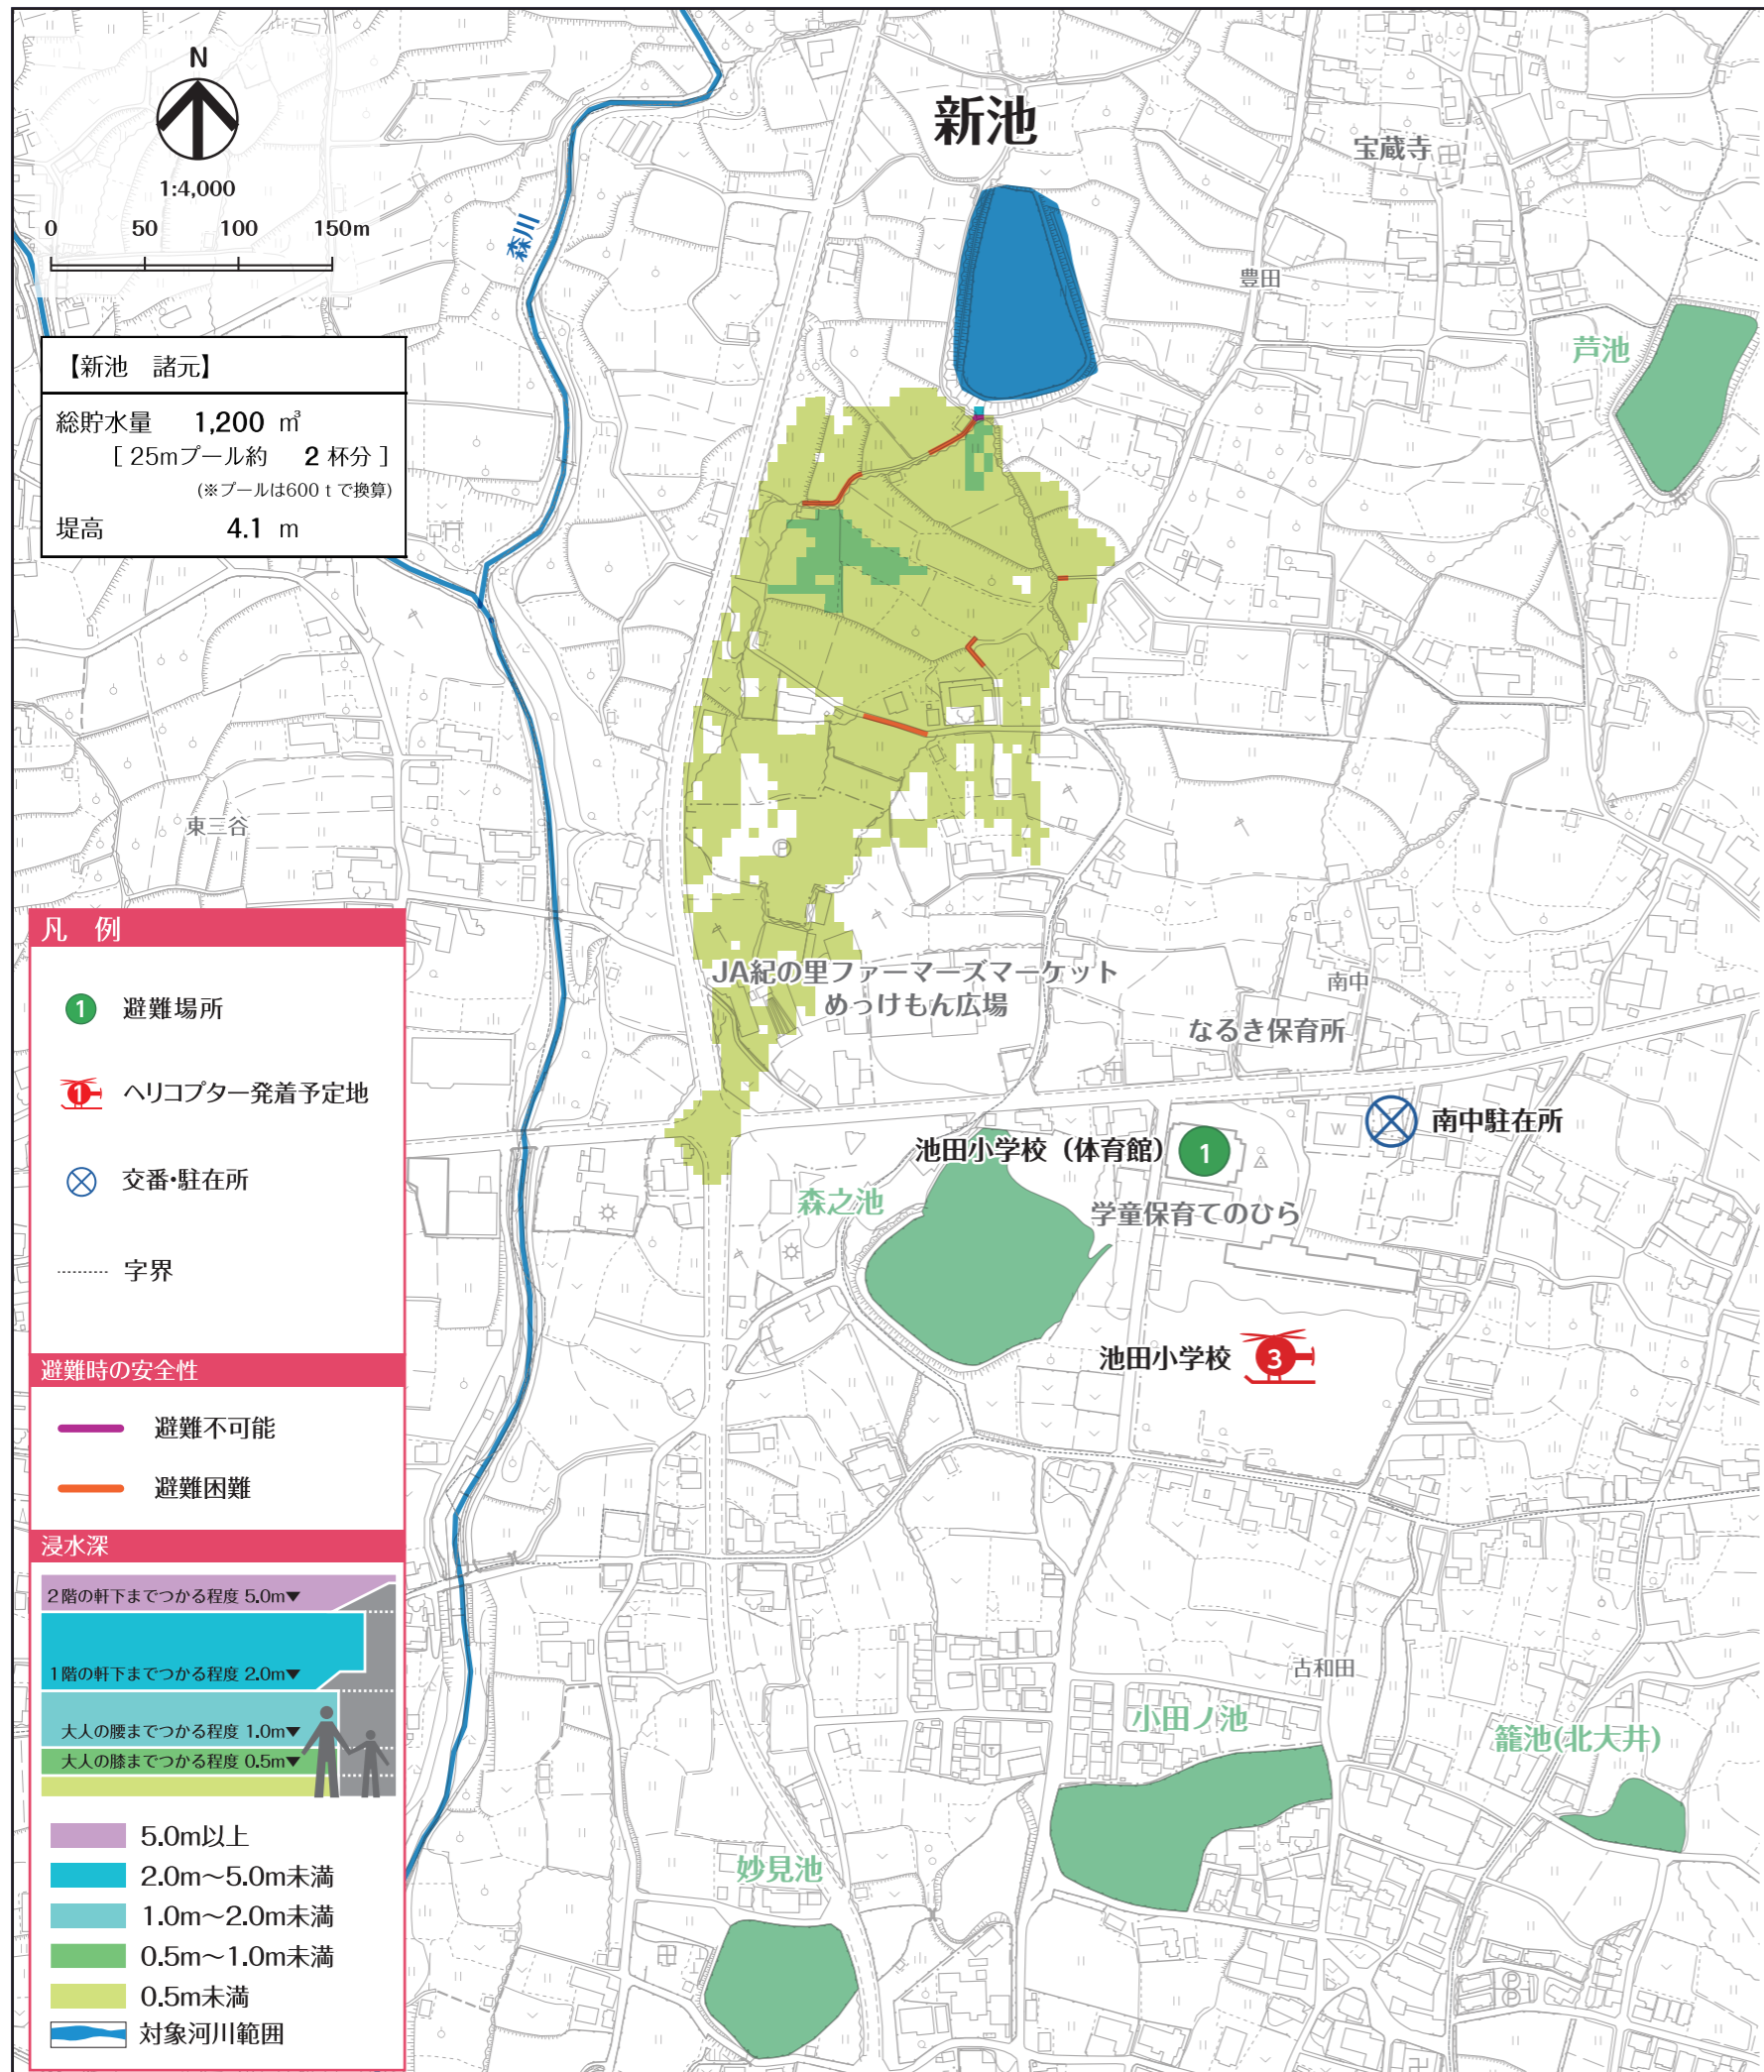 N
1:4,000
0 50 100 150m
新池
宝蔵寺
森川
豊田
芦池
【新池 諸元】
総貯水量 1,200 ㎥
[ 25mプール約 2 杯分 ]
(※プールは600ｔで換算)
堤高 4.1 m
東三谷
P
JA紀の里ファーマーズマーケット
めっけもん広場
南中
なるき保育所
南中駐在所
W
池田小学校（体育館）
1
森之池
学童保育てのひら
池田小学校
3
古和田
小田ノ池
籠池(北大井)
妙見池
P
P
凡 例
1 避難場所
1 ヘリコプター発着予定地
交番・駐在所
字界
避難時の安全性
避難不可能
避難困難
浸水深
2階の軒下までつかる程度 5.0m▼
1階の軒下までつかる程度 2.0m▼
大人の腰までつかる程度 1.0m▼
大人の膝までつかる程度 0.5m▼
5.0m以上
2.0m〜5.0m未満
1.0m〜2.0m未満
0.5m〜1.0m未満
0.5m未満
対象河川範囲